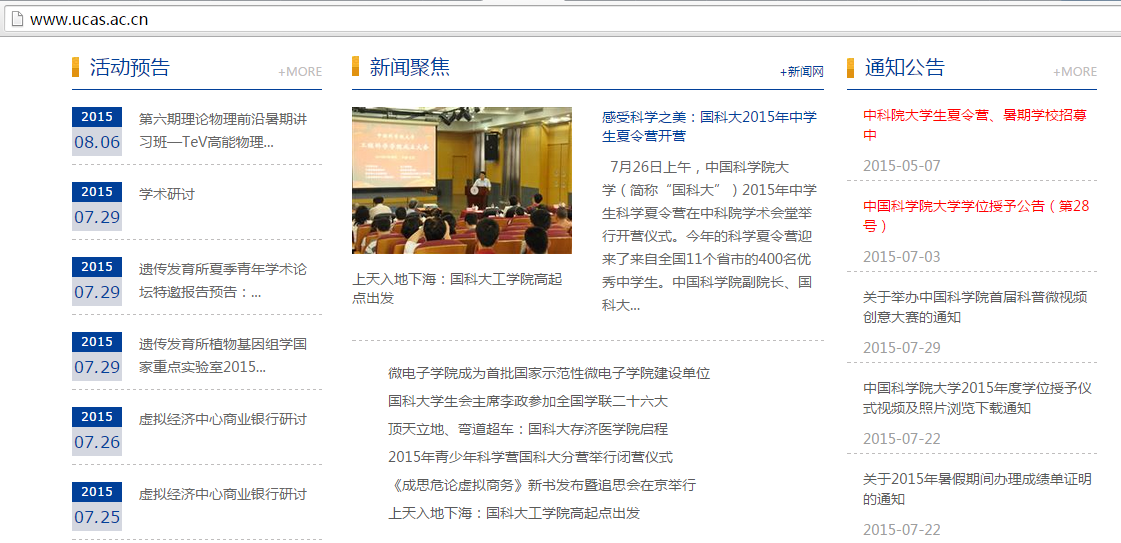 www.ucas.ac.cn
活动预告
+MORE
2015
08.06
第六期理论物理前沿暑期讲
习班—TeV高能物理...
2015
07.29
学术研讨
2015
07.29
遗传发育所夏季青年学术论
坛特邀报告预告：...
2015
07.29
遗传发育所植物基因组学国
家重点实验室2015...
2015
07.26
虚拟经济中心商业银行研讨
2015
07.25
虚拟经济中心商业银行研讨
新闻聚焦
+新闻网
上天入地下海：国科大工学院高起
点出发
感受科学之美：国科大2015年中学
生夏令营开营
7月26日上午，中国科学院大
学（简称“国科大”）2015年中学
生科学夏令营在中科院学术会堂举
行开营仪式。今年的科学夏令营迎
来了来自全国11个省市的400名优
秀中学生。中国科学院副院长、国
科大...
微电子学院成为首批国家示范性微电子学院建设单位
国科大学生会主席李政参加全国学联二十六大
顶天立地、弯道超车：国科大存济医学院启程
2015年青少年科学营国科大分营举行闭营仪式
《成思危论虚拟商务》新书发布暨追思会在京举行
上天入地下海：国科大工学院高起点出发
通知公告
+MORE
中科院大学生夏令营、暑期学校招募
中
2015-05-07
中国科学院大学学位授予公告（第28
号）
2015-07-03
关于举办中国科学院首届科普微视频
创意大赛的通知
2015-07-29
中国科学院大学2015年度学位授予仪
式视频及照片浏览下载通知
2015-07-22
关于2015年暑假期间办理成绩单证明
的通知
2015-07-22